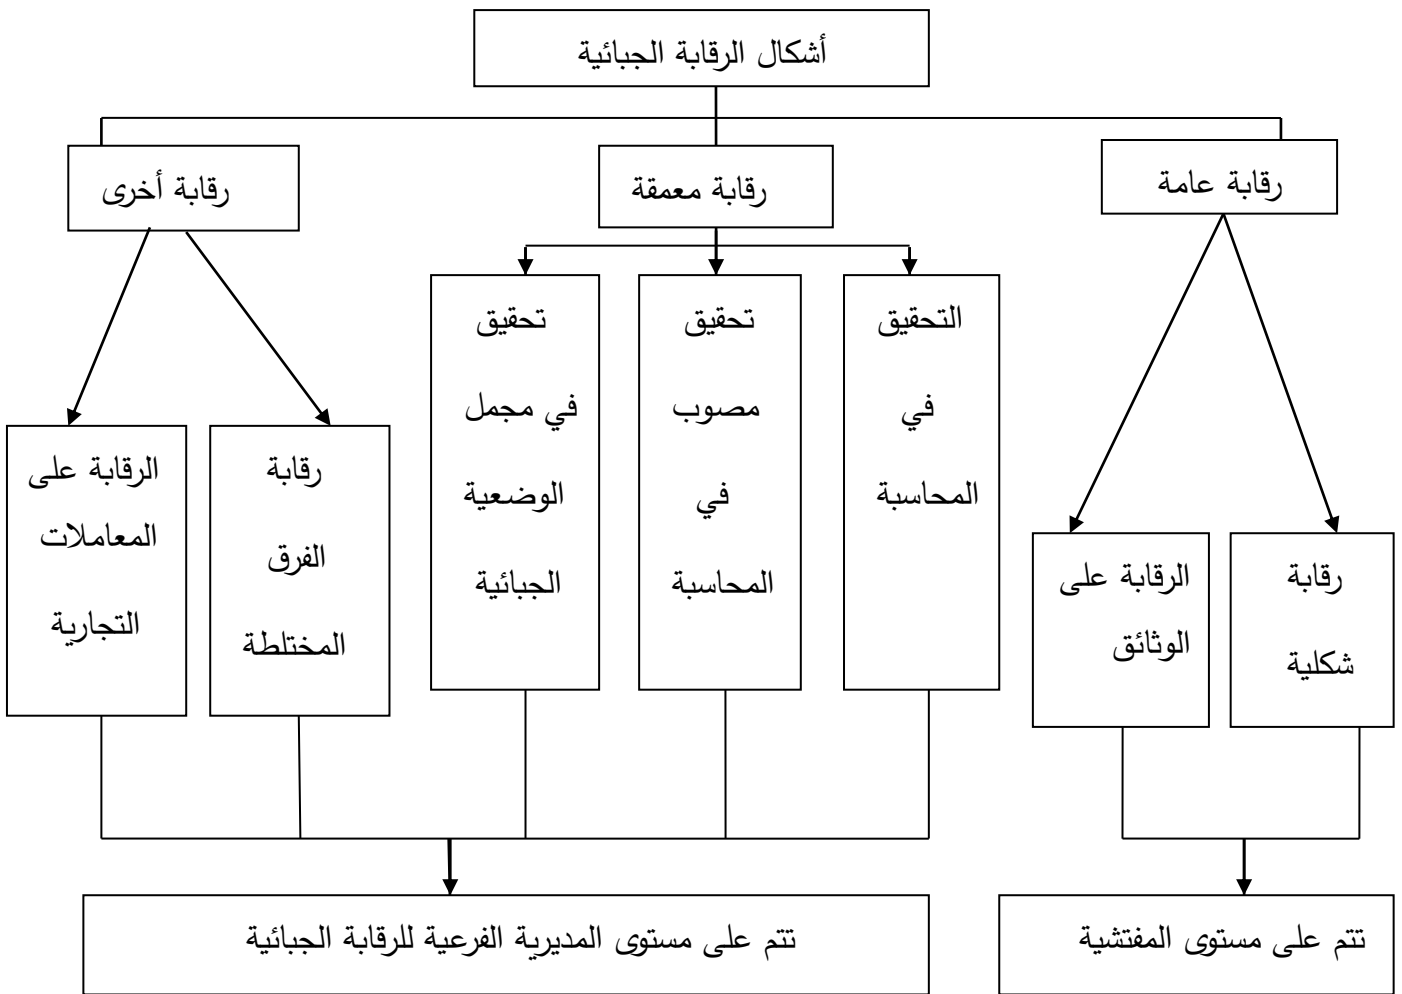 أشكال الرقابة الجبائية
رقابة عامة
رقابة معمقة
رقابة أخرى
التحقيق
في
المحاسبة
تحقيق
مصوب
في
المحاسبة
تحقيق
في مجمل
الوضعية
الجبائية
رقابة
الفرق
المختلطة
الرقابة على
المعاملات
التجارية
رقابة
شكلية
الرقابة على
الوثائق
تتم على مستوى المفتشية
تتم على مستوى المديرية الفرعية للرقابة الجبائية